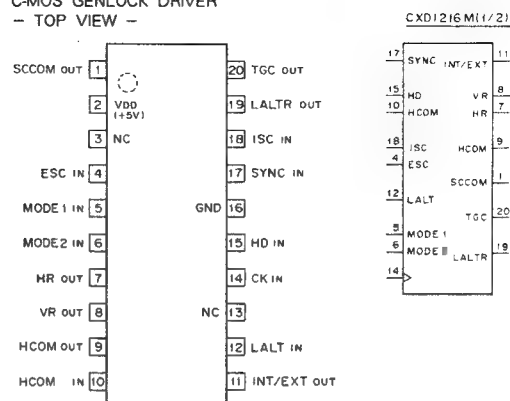 C-MOS GENLOCK DRIVER
– TOP VIEW –
SCCOM OUT 1
2 VDD
(+5V)
3 NC
ESC IN 4
MODE 1 IN 5
MODE2 IN 6
HR OUT 7
VR OUT 8
HCOM OUT 9
HCOM IN 10
20 TGC OUT
19 LALTR OUT
18 ISC IN
17 SYNC IN
GND 16
15 HD IN
14 CK IN
NC 13
12 LALT IN
11 INT/EXT OUT
CXD1216M(1/2)
17 SYNC INT/EXT 11
15 HD VR 8
10 HCOM HR 7
18 ISC HCOM 9
4 ESC
SCCOM 1
12 LALT
TGC 20
5 MODE I
6 MODE II LALTR 19
14